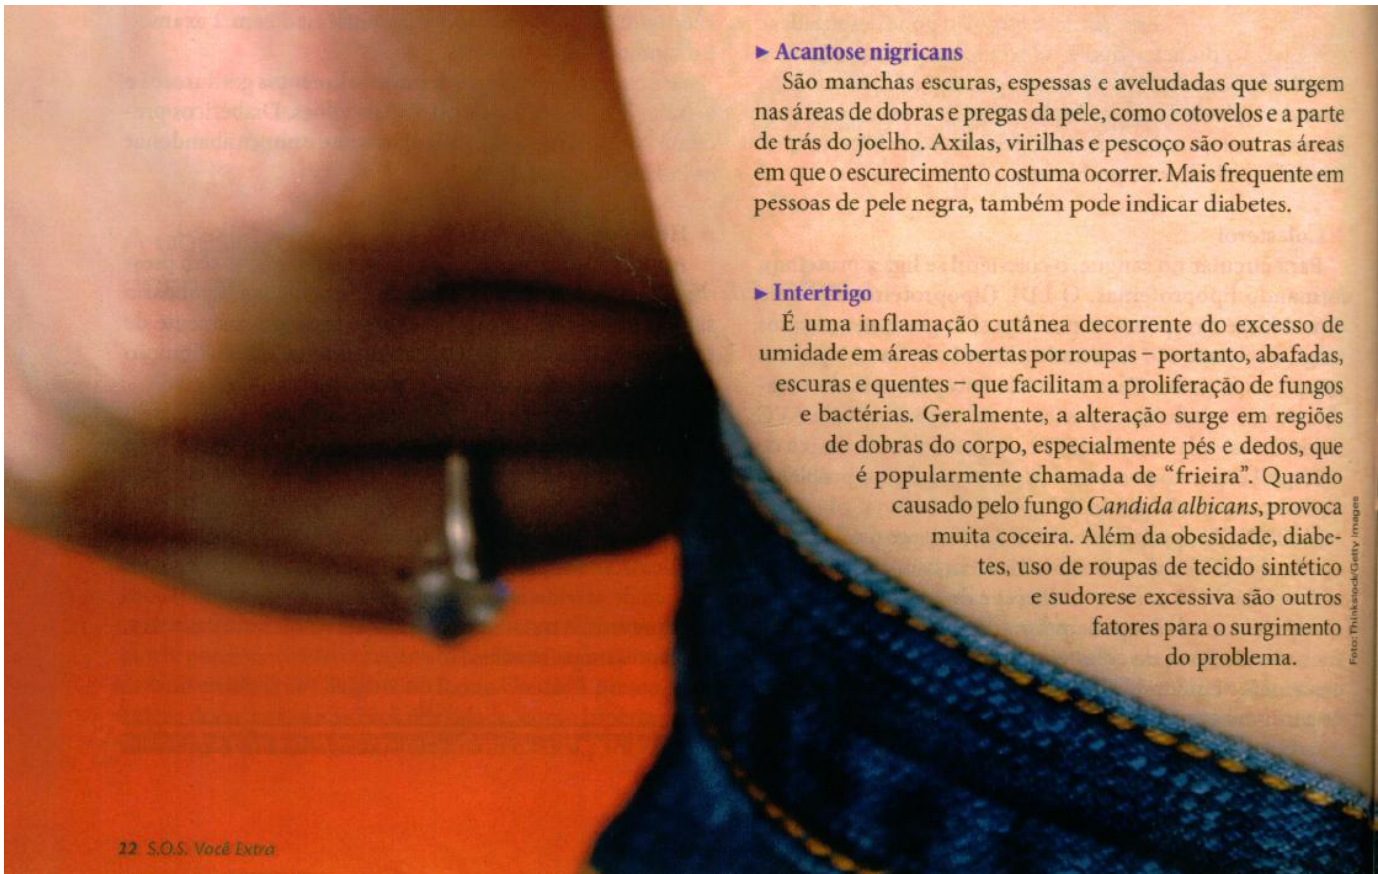 ► Acantose nigricans
São manchas escuras, espessas e aveludadas que surgem
nas áreas de dobras e pregas da pele, como cotovelos e a parte
de trás do joelho. Axilas, virilhas e pescoço são outras áreas
em que o escurecimento costuma ocorrer. Mais frequente em
pessoas de pele negra, também pode indicar diabetes.
► Intertrigo
É uma inflamação cutânea decorrente do excesso de
umidade em áreas cobertas por roupas – portanto, abafadas,
escuras e quentes – que facilitam a proliferação de fungos
e bactérias. Geralmente, a alteração surge em regiões
de dobras do corpo, especialmente pés e dedos, que
é popularmente chamada de “frieira”. Quando
causado pelo fungo Candida albicans, provoca
muita coceira. Além da obesidade, diabe-
tes, uso de roupas de tecido sintético
e sudorese excessiva são outros
fatores para o surgimento
do problema.
Foto: Thinkstock/Getty Images
22 S.O.S. Você Extra